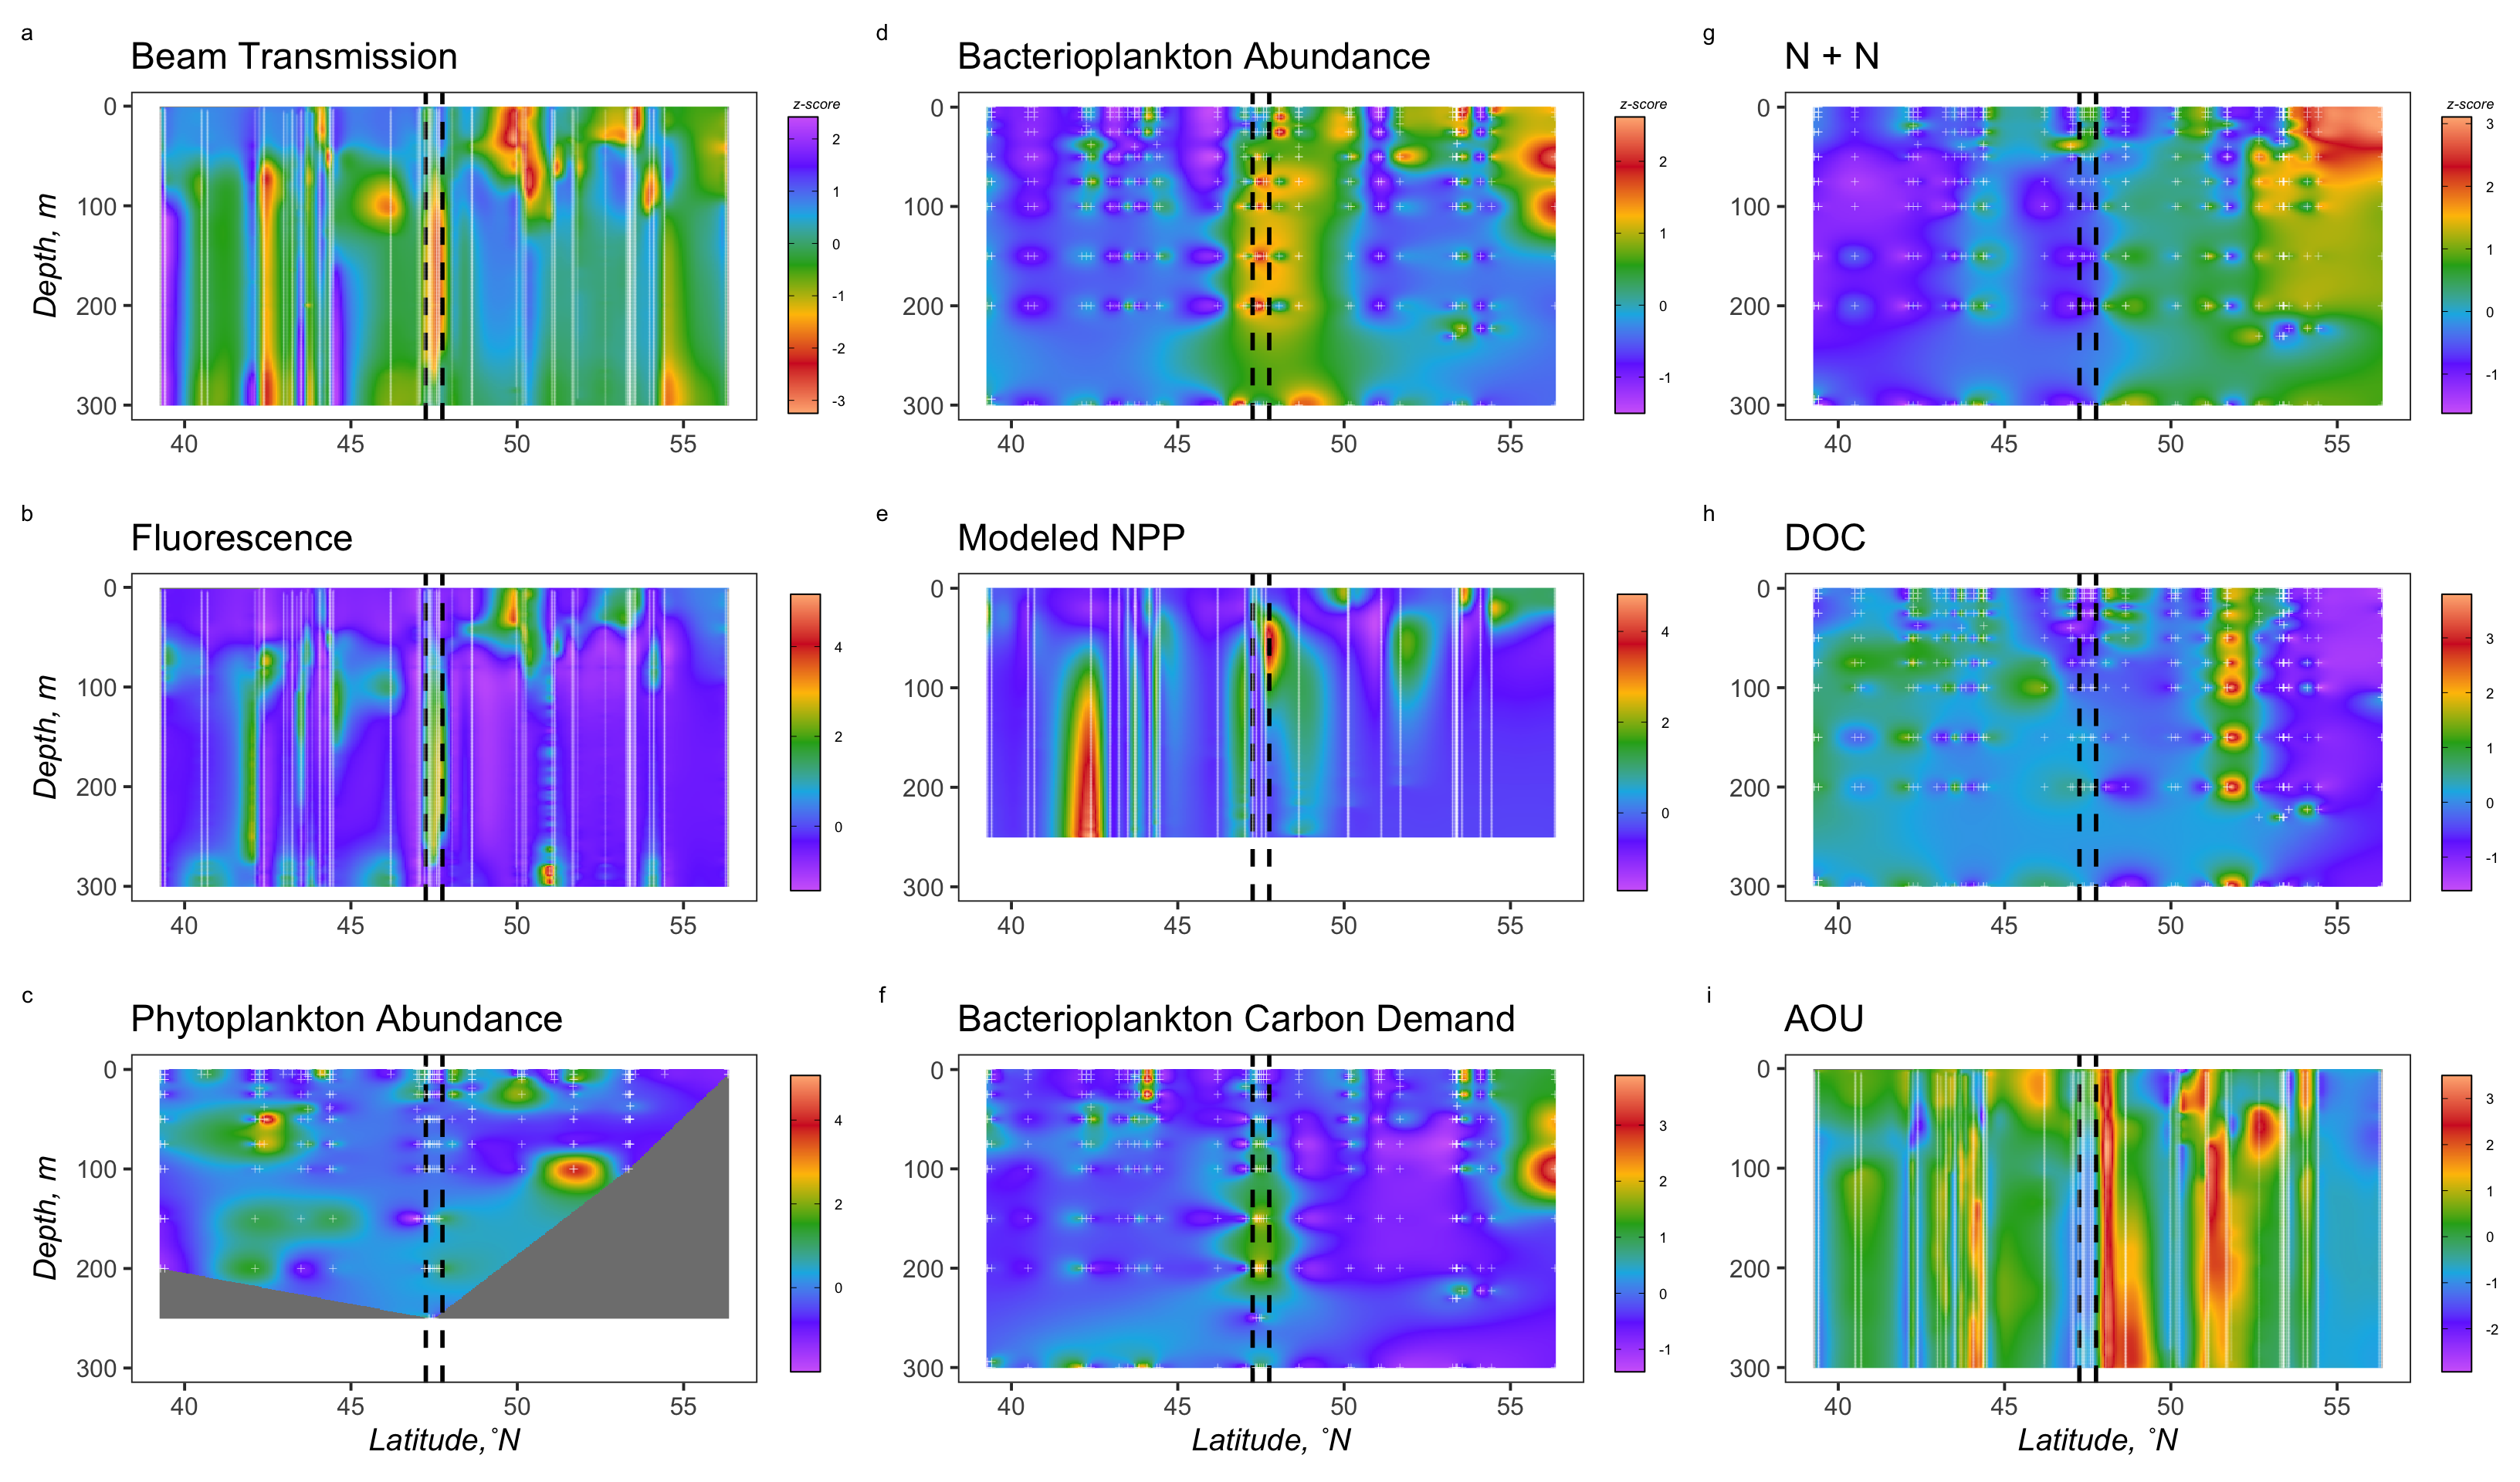 a
Beam Transmission
z-score
0
100
200
300
Depth, m
40 45 50 55
2
1
0
-1
-2
-3
d
Bacterioplankton Abundance
z-score
0
100
200
300
40 45 50 55
2
1
0
-1
g
N + N
z-score
0
100
200
300
40 45 50 55
3
2
1
0
-1
b
Fluorescence
0
100
200
300
Depth, m
40 45 50 55
4
2
0
e
Modeled NPP
0
100
200
300
40 45 50 55
4
2
0
h
DOC
0
100
200
300
40 45 50 55
3
2
1
0
-1
c
Phytoplankton Abundance
0
100
200
300
Depth, m
40 45 50 55
Latitude, °N
4
2
0
f
Bacterioplankton Carbon Demand
0
100
200
300
40 45 50 55
Latitude, °N
3
2
1
0
-1
i
AOU
0
100
200
300
40 45 50 55
Latitude, °N
3
2
1
0
-1
-2